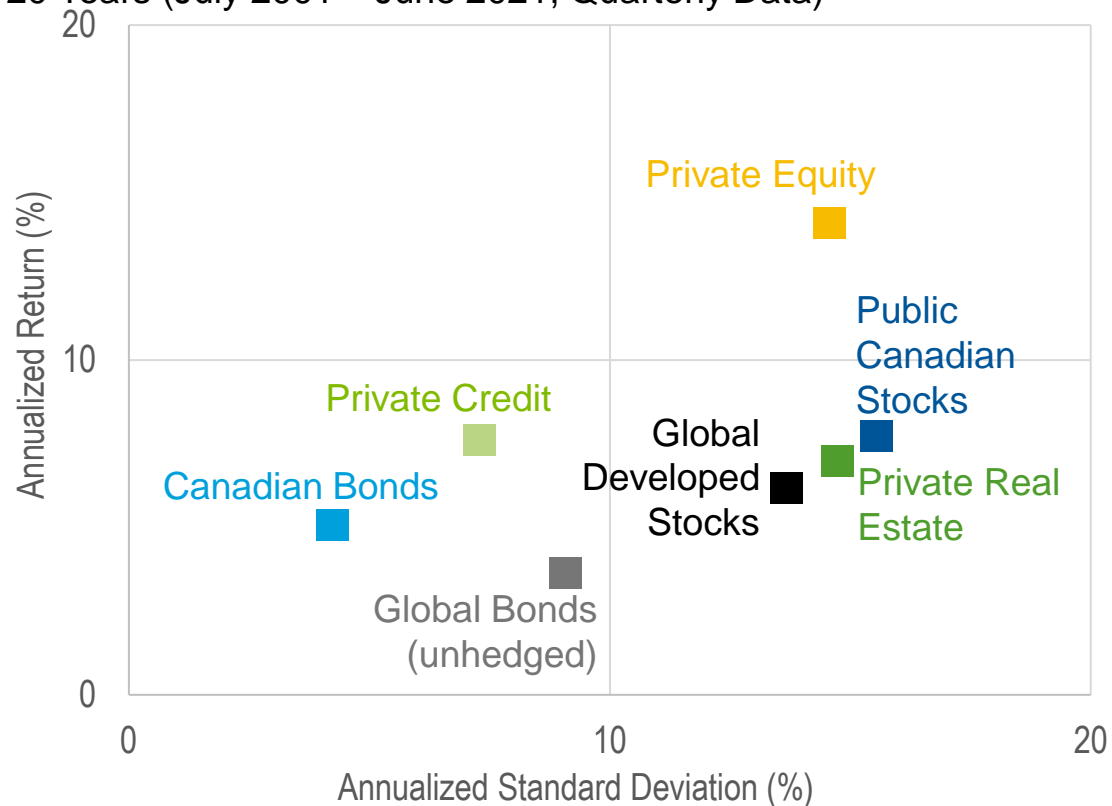 20
Private Equity
Public
Canadian
Stocks
10
Private Credit
Global
Developed
Stocks
Canadian Bonds
Private Real
Estate
Global Bonds
(unhedged)
0
0
10
20
Annualized Return (%)
Annualized Standard Deviation (%)